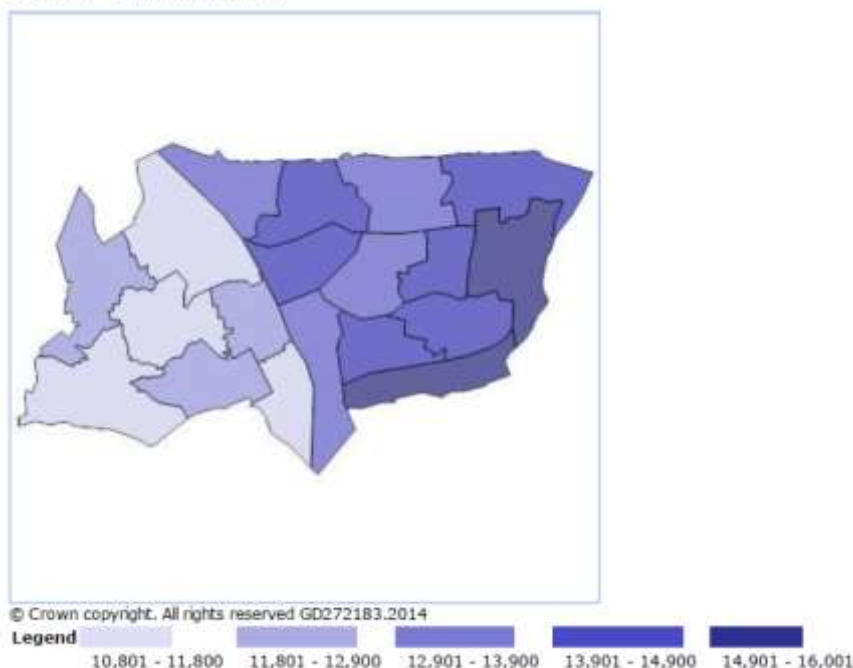 © Crown copyright. All rights reserved GD272183.2014
Legend
10,801 - 11,800 11,801 - 12,900 12,901 - 13,900 13,901 - 14,900 14,901 - 16,001